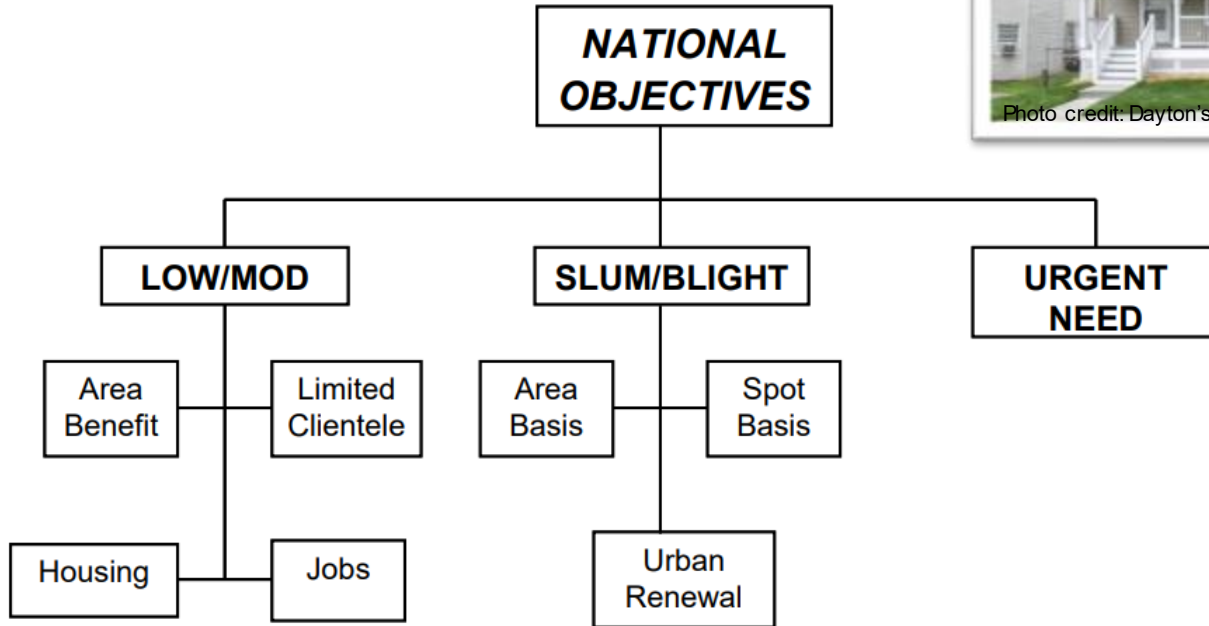 NATIONAL
OBJECTIVES
Photo credit: Dayton's
LOW/MOD
SLUM/BLIGHT
URGENT
NEED
Area
Benefit
Limited
Clientele
Area
Basis
Spot
Basis
Housing
Jobs
Urban
Renewal